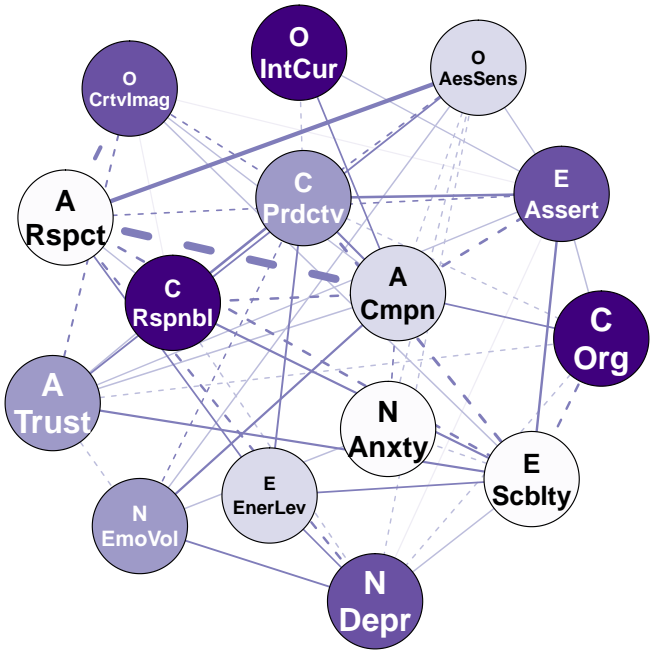 O
IntCur
O
AesSens
O
CrtvImag
C
Prdctv
E
Assert
A
Rspct
C
Rspnbl
A
Cmpn
C
Org
A
Trust
N
Anxty
E
Scblty
E
EnerLev
N
EmoVol
N
Depr